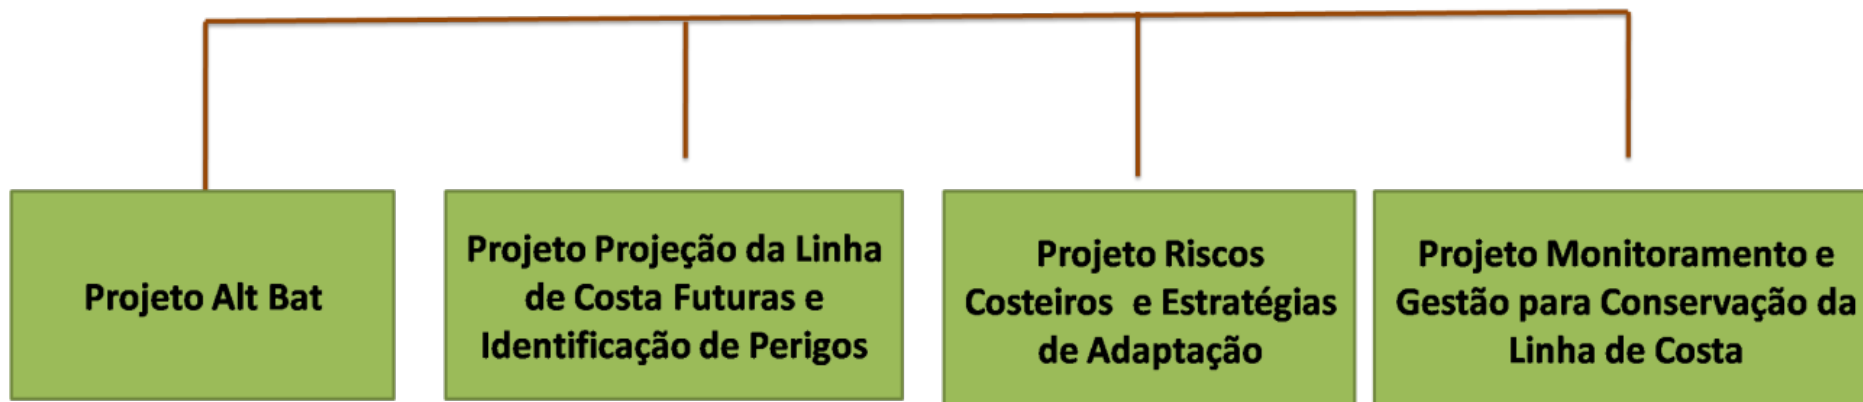 Projeto Alt Bat
Projeto Projeção da Linha
de Costa Futuras e
Identificação de Perigos
Projeto Riscos
Costeiros e Estratégias
de Adaptação
Projeto Monitoramento e
Gestão para Conservação da
Linha de Costa